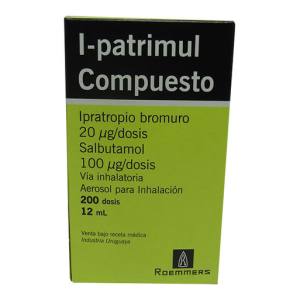 I-patrimul
Compuesto
Ipratropio bromuro
20 µg/dosis
Salbutamol
100 µg/dosis
Vía inhalatoria
Aerosol para Inhalación
200 dosis
12 mL
Venta bajo receta médica
Industria Uruguaya
ROEMMERS